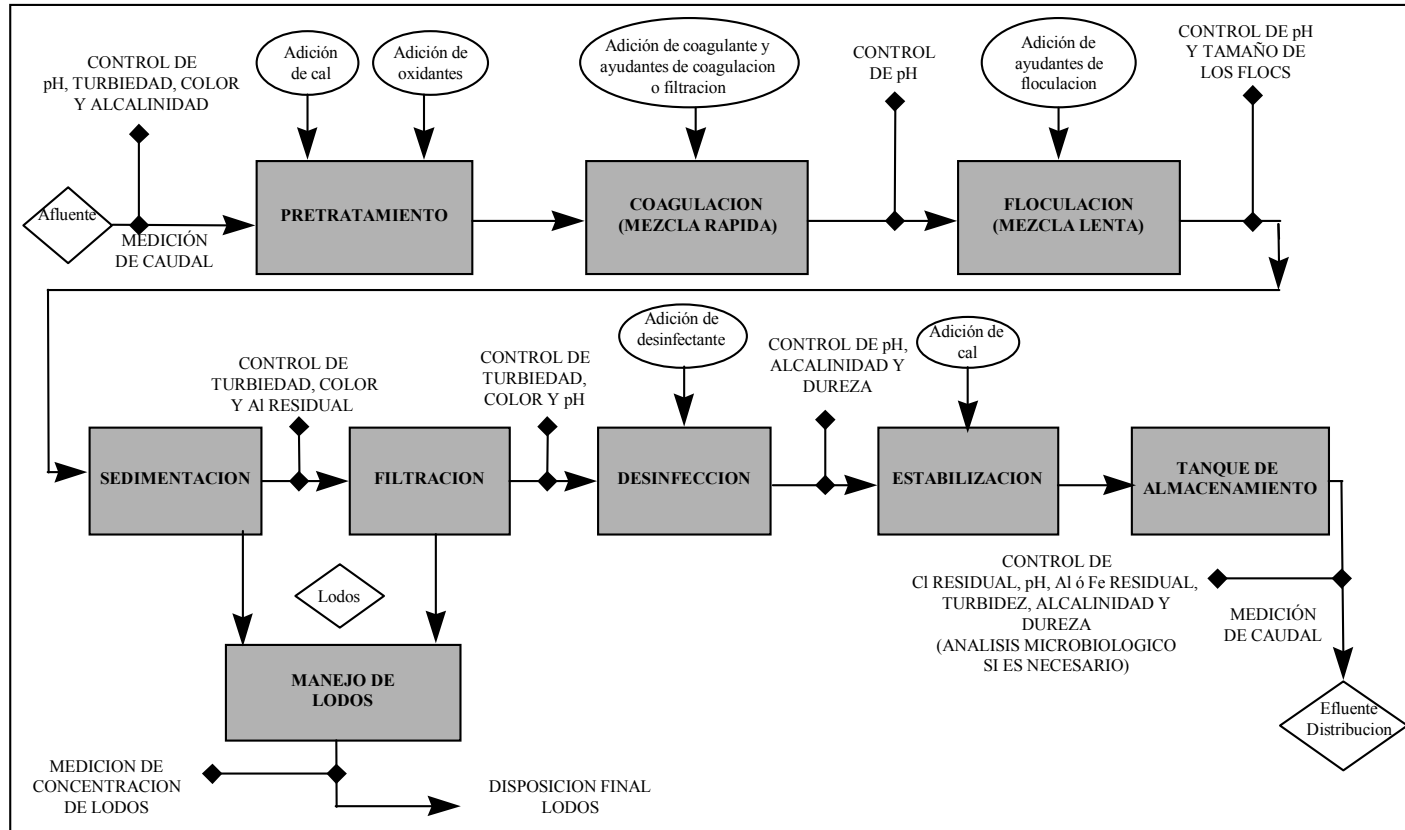 CONTROL DE
pH, TURBIEDAD, COLOR
Y ALCALINIDAD
Adición
de cal
Adición de
oxidantes
Adición de coagulante y
ayudantes de coagulacion
o filtracion
CONTROL
DE pH
Adición de
ayudantes de
floculacion
CONTROL DE pH
Y TAMAÑO DE
LOS FLOCS
Afluente
MEDICIÓN
DE CAUDAL
PRETRATAMIENTO
COAGULACION
(MEZCLA RAPIDA)
FLOCULACION
(MEZCLA LENTA)
CONTROL DE
TURBIEDAD, COLOR
Y Al RESIDUAL
CONTROL DE
TURBIEDAD,
COLOR Y pH
Adición de
desinfectante
CONTROL DE pH,
ALCALINIDAD Y
DUREZA
Adición de
cal
SEDIMENTACION
FILTRACION
DESINFECCION
ESTABILIZACION
TANQUE DE
ALMACENAMIENTO
Lodos
CONTROL DE
Cl RESIDUAL, pH, Al ó Fe RESIDUAL,
TURBIDEZ, ALCALINIDAD Y
DUREZA
(ANALISIS MICROBIOLOGICO
SI ES NECESARIO)
MEDICIÓN
DE CAUDAL
MANEJO DE
LODOS
Efluente
Distribucion
MEDICION DE
CONCENTRACION
DE LODOS
DISPOSICION FINAL
LODOS